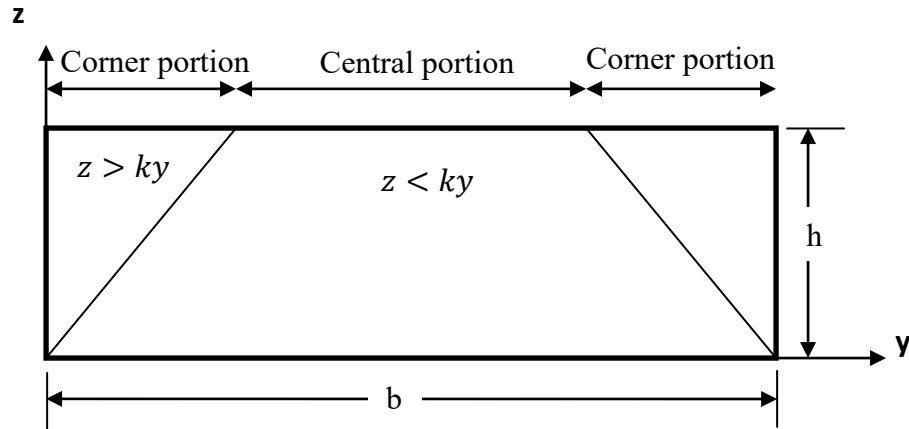 z
Corner portion
Central portion
Corner portion
z > ky
z < ky
h
y
b